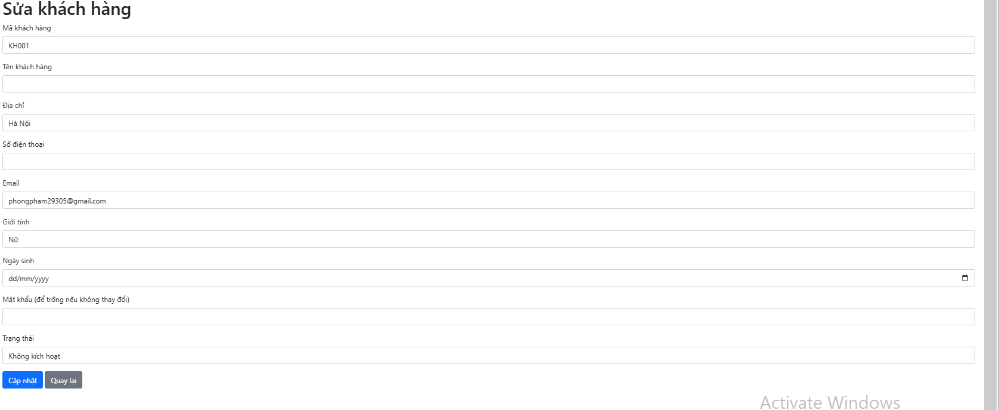 Sửa khách hàng
Mã khách hàng
KH001
Tên khách hàng
Địa chỉ
Hà Nội
Số điện thoại
Email
phongpham29305@gmail.com
Giới tính
Nữ
Ngày sinh
dd/mm/yyyy
Mật khẩu (để trống nếu không thay đổi)
Trạng thái
Không kích hoạt
Cập nhật Quay lại
Activate Windows